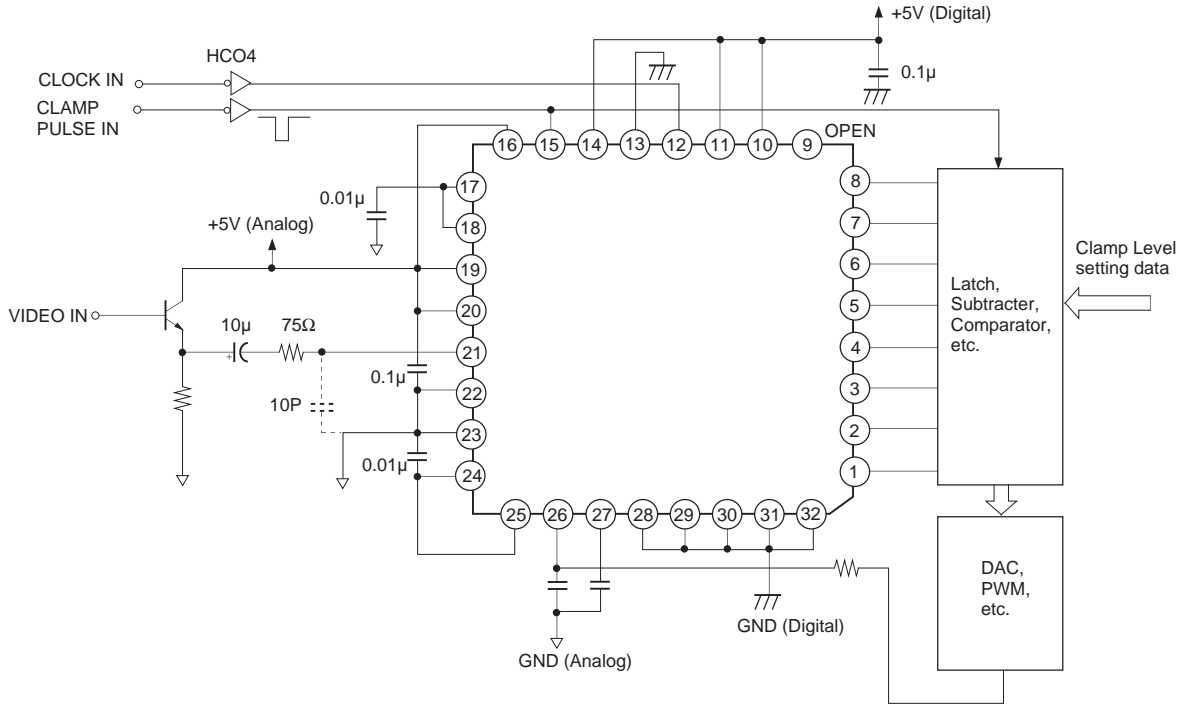 +5V (Digital)
HCO4
CLOCK IN
0.1µ
CLAMP
PULSE IN
OPEN
16
15
14
13
12
11
10
9
17
18
19
20
21
22
23
24
8
7
6
5
4
3
2
1
25
26
27
28
29
30
31
32
0.01µ
+5V (Analog)
VIDEO IN
10µ
75Ω
10P
0.1µ
0.01µ
Clamp Level
setting data
Latch,
Subtracter,
Comparator,
etc.
DAC,
PWM,
etc.
GND (Digital)
GND (Analog)